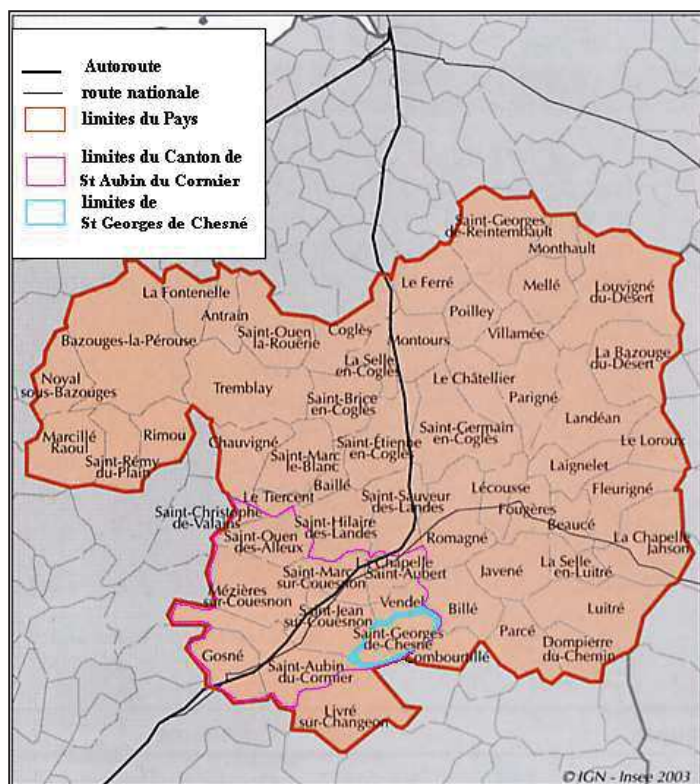 Autoroute
route nationale
limites du Pays
limites du Canton de
St Aubin du Cormier
limites de
St Georges de Chesné
Saint-Georges
de-Reintembault
Monthault
La Fontenelle
Le Ferré
Mellé
Louvigné
du-Désert
Antrain
Poilley
Bazouges-la-Pérouse
Saint-Ouen
la-Rouërie
Coglès
Montours
Villamée
La Selle
en-Coglès
La Bazouge
du-Désert
Noyal
sous-Bazouges
Tremblay
Le Châtellier
Saint-Brice
en-Coglès
Parigné
Landéan
Marcillé
Raoul
Rimou
Chauvigné
Saint-Étienne
en-Coglès
Saint-Germain
en-Coglès
Le Loroux
Saint-Rémy
du-Plain
Saint-Marc
le-Blanc
Laignelet
Baillé
Lécousse
Fleurigné
Le Tiercent
Saint-Sauveur
des-Landes
Fougères
Saint-Christophe
de-Valains
Saint-Hilaire
des-Landes
Beaucé
Saint-Ouen
des-Alleux
Romagné
La Chapelle
Janson
La Chapelle
Saint-Aubert
La Selle
en-Luitré
Saint-Marc
sur-Couesnon
Javené
Mézières
sur-Couesnon
Vendel
Billé
Luitré
Saint-Jean
sur-Couesnon
Saint-Georges
de-Chesné
Parcé
Gosné
Combourtillé
Dompierre
du-Chemin
Saint-Aubin
du-Cormier
Livré
sur-Changeon
© IGN - Insee 2003